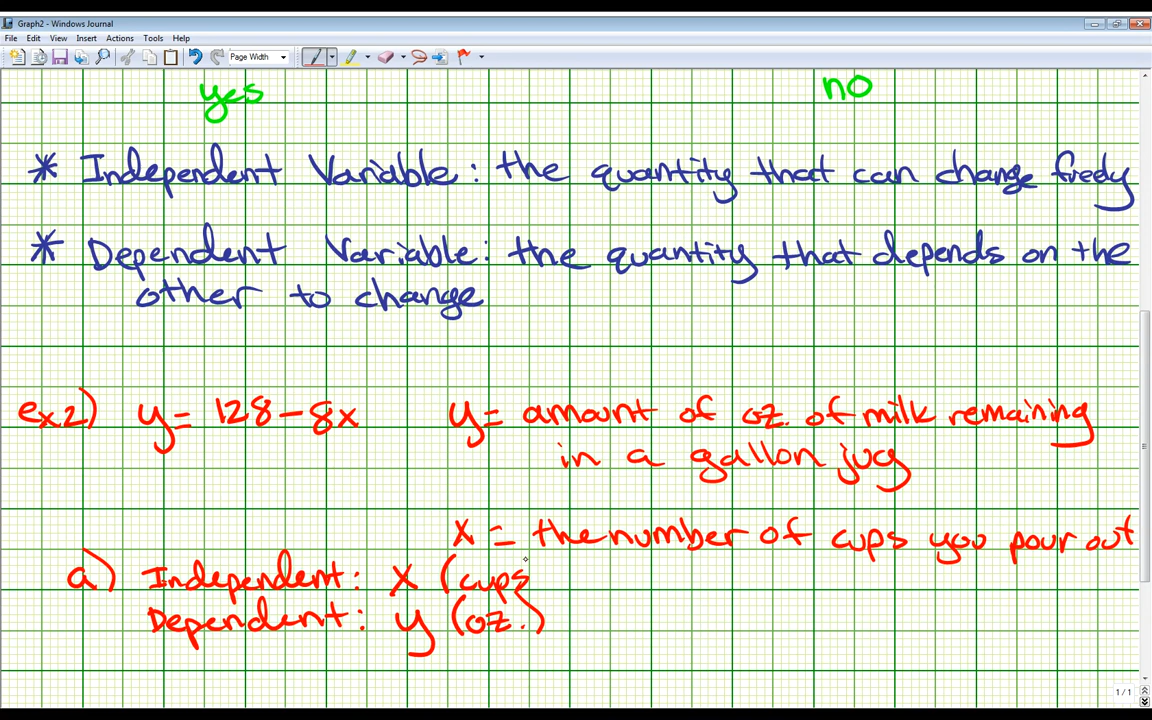 Graph2 - Windows Journal
File Edit View Insert Actions Tools Help
Page Width
yes no
* Independent Variable: the quantity that can change freely
* Dependent Variable: the quantity that depends on the
other to change
ex2) y= 128-8x y= amount of oz. of milk remaining
in a gallon jug
x = the number of cups you pour out
a) Independent: x (cups
Dependent: y (oz.)
1 / 1